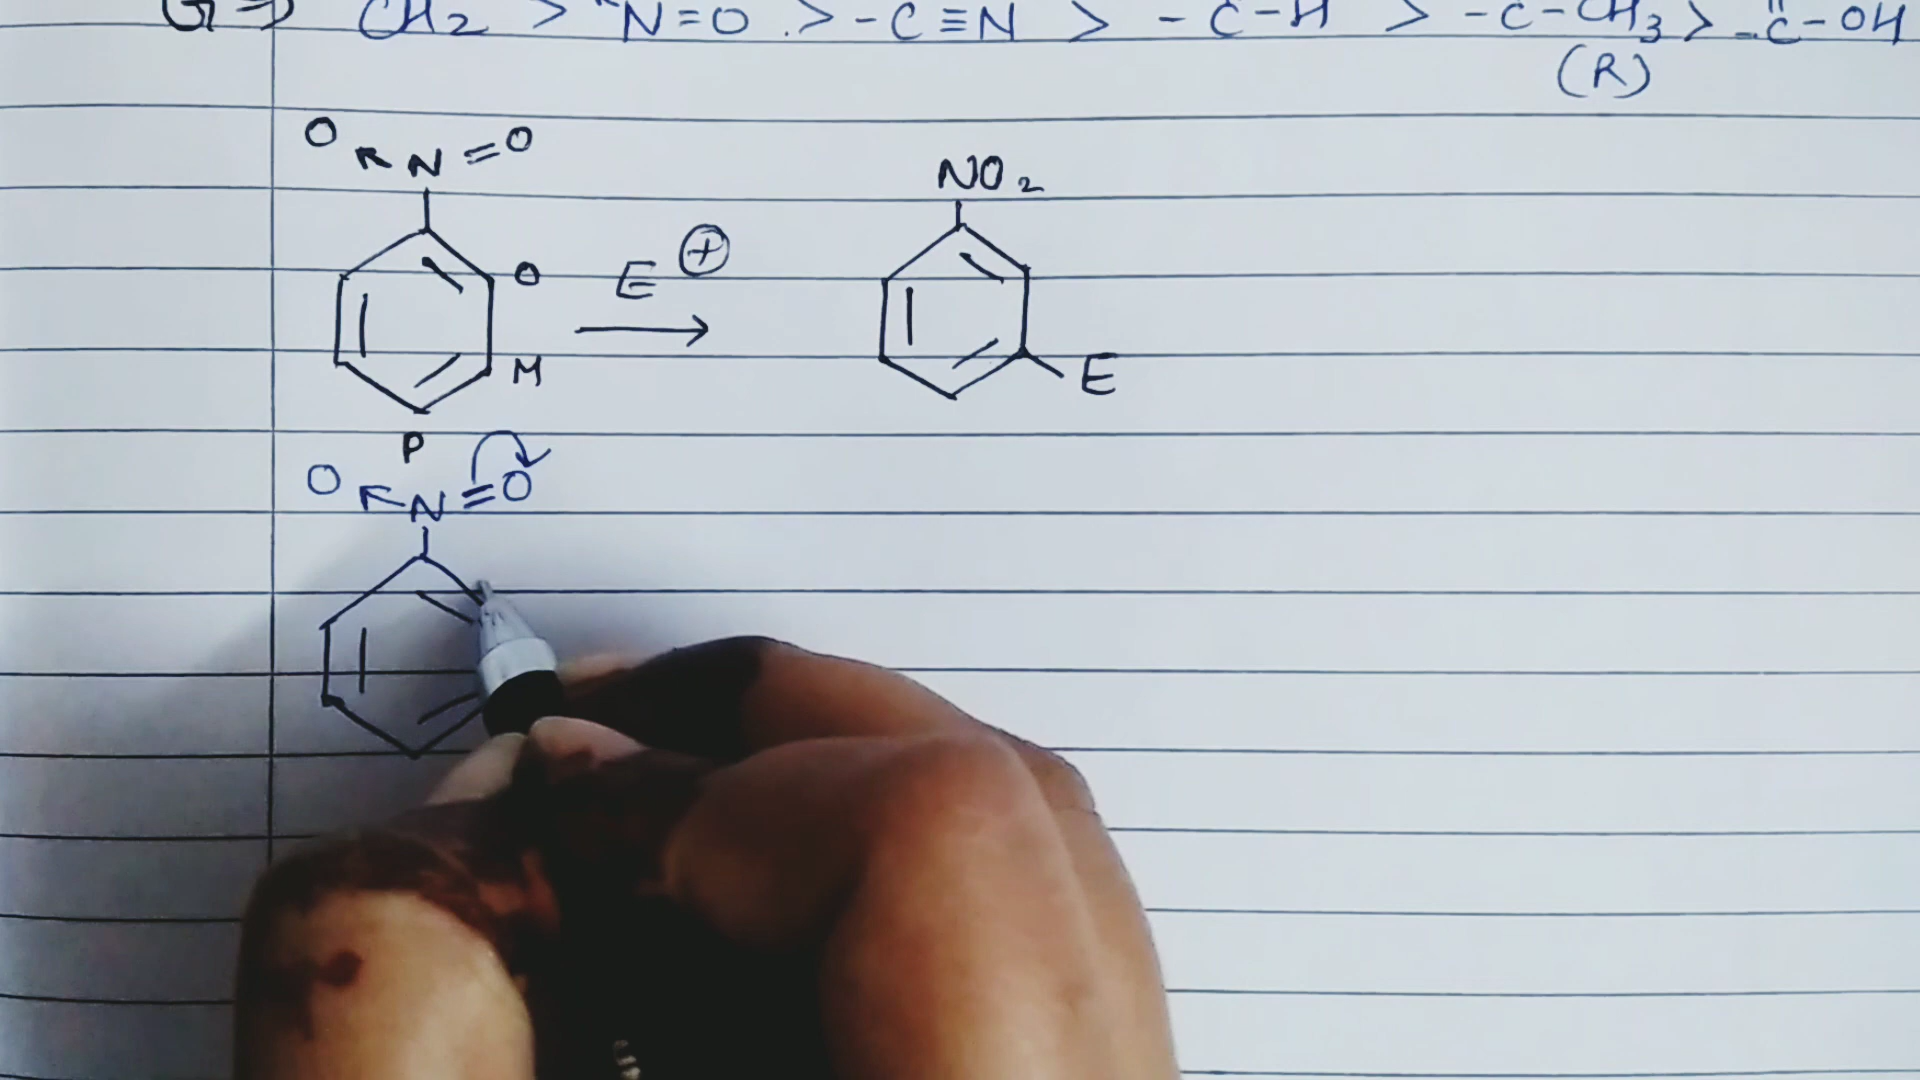 G ⇒ CH2 > N=O > -C≡N > -C-H > -C-CH3 > -C-OH
(R)
O ← N = O
NO2
O
E ⊕ →
M
E
P
O ← N = O